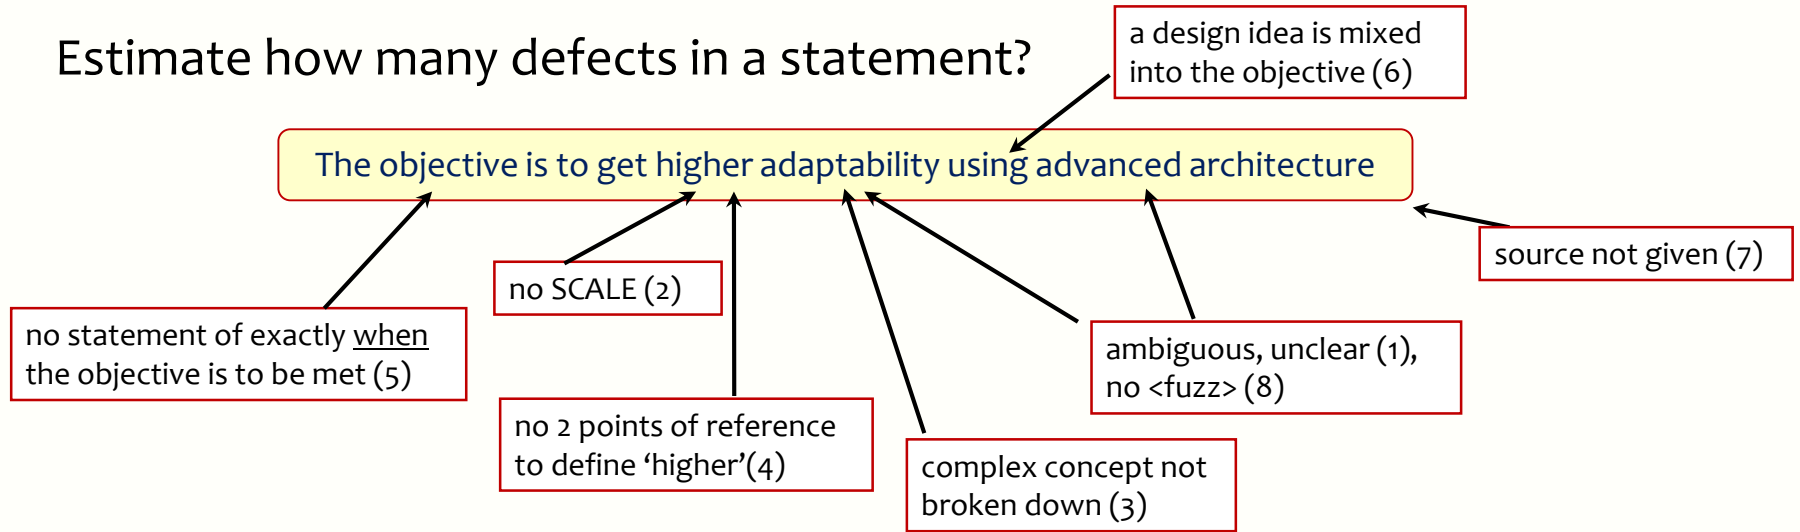 Estimate how many defects in a statement?
a design idea is mixed
into the objective (6)
The objective is to get higher adaptability using advanced architecture
source not given (7)
no SCALE (2)
no statement of exactly when
the objective is to be met (5)
ambiguous, unclear (1),
no <fuzz> (8)
no 2 points of reference
to define ‘higher’(4)
complex concept not
broken down (3)